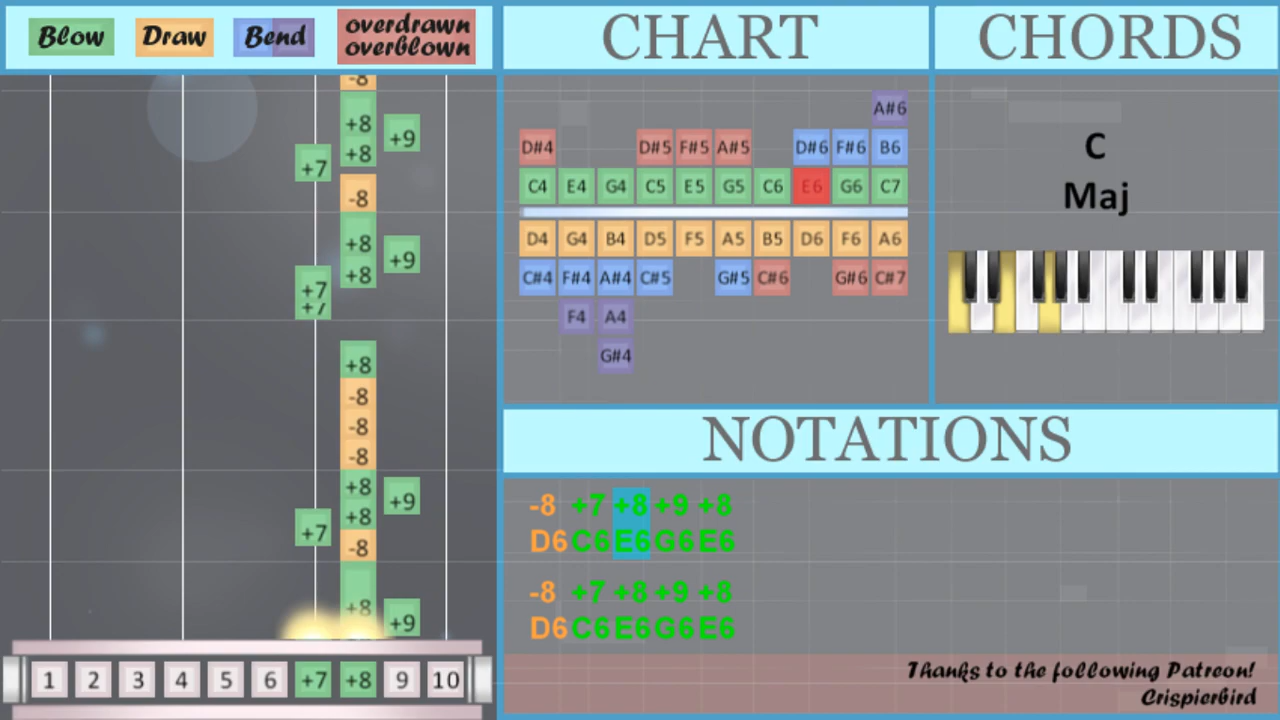 Blow Draw Bend overdrawn
overblown
CHART
CHORDS
-8
+8 +9
+8
+7
-8
+8 +9
+8
+7
+7
+8
-8
-8
-8
+8 +9
+8
+7
-8
+8 +9
1 2 3 4 5 6 +7 +8 9 10
A#6
D#4 D#5 F#5 A#5 D#6 F#6 B6
C4 E4 G4 C5 E5 G5 C6 E6 G6 C7
D4 G4 B4 D5 F5 A5 B5 D6 F6 A6
C#4 F#4 A#4 C#5 G#5 C#6 G#6 C#7
F4 A4
G#4
C
Maj
NOTATIONS
-8 +7 +8 +9 +8
D6 C6 E6 G6 E6
-8 +7 +8 +9 +8
D6 C6 E6 G6 E6
Thanks to the following Patreon!
Crispierbird